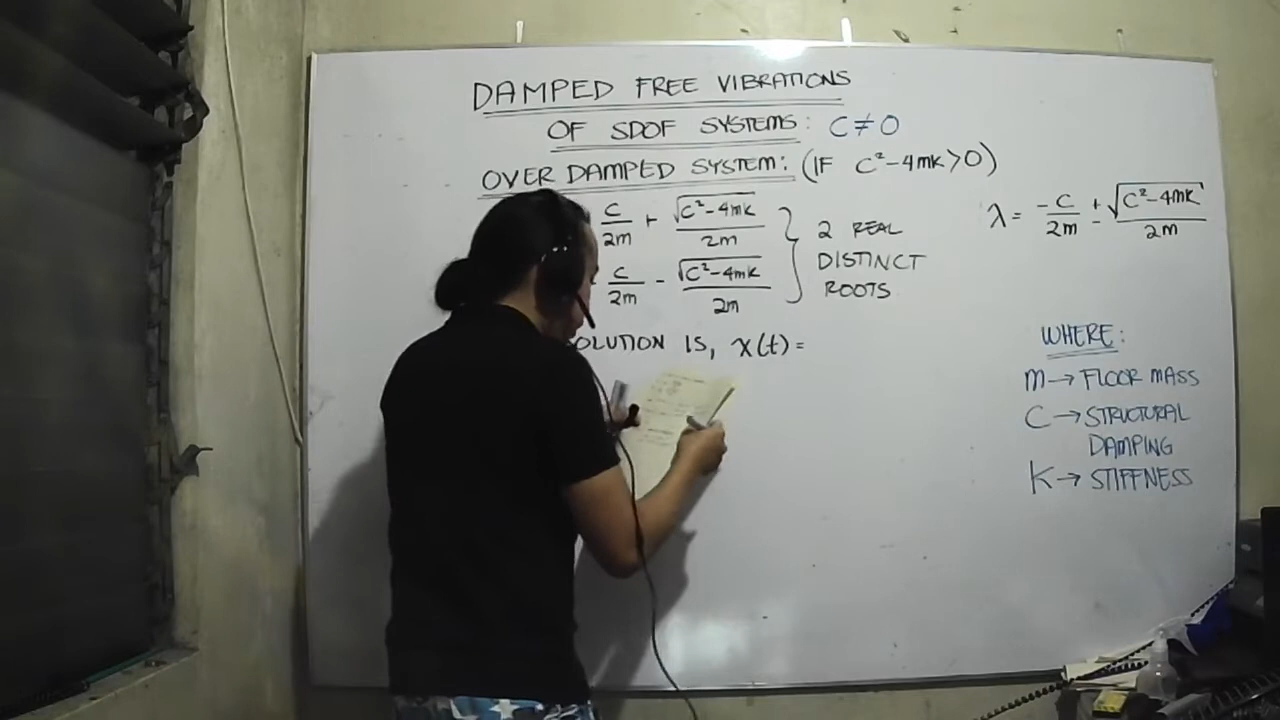 DAMPED FREE VIBRATIONS
OF SDOF SYSTEMS: C ≠ 0
OVER DAMPED SYSTEM: (IF C² - 4mk > 0)
C/2m + √(C² - 4mk)/2m
C/2m - √(C² - 4mk)/2m
2 REAL
DISTINCT
ROOTS
OLUTION IS, x(t) =
λ = -C/2m ± √(C² - 4mk)/2m
WHERE:
m → FLOOR MASS
C → STRUCTURAL
DAMPING
K → STIFFNESS